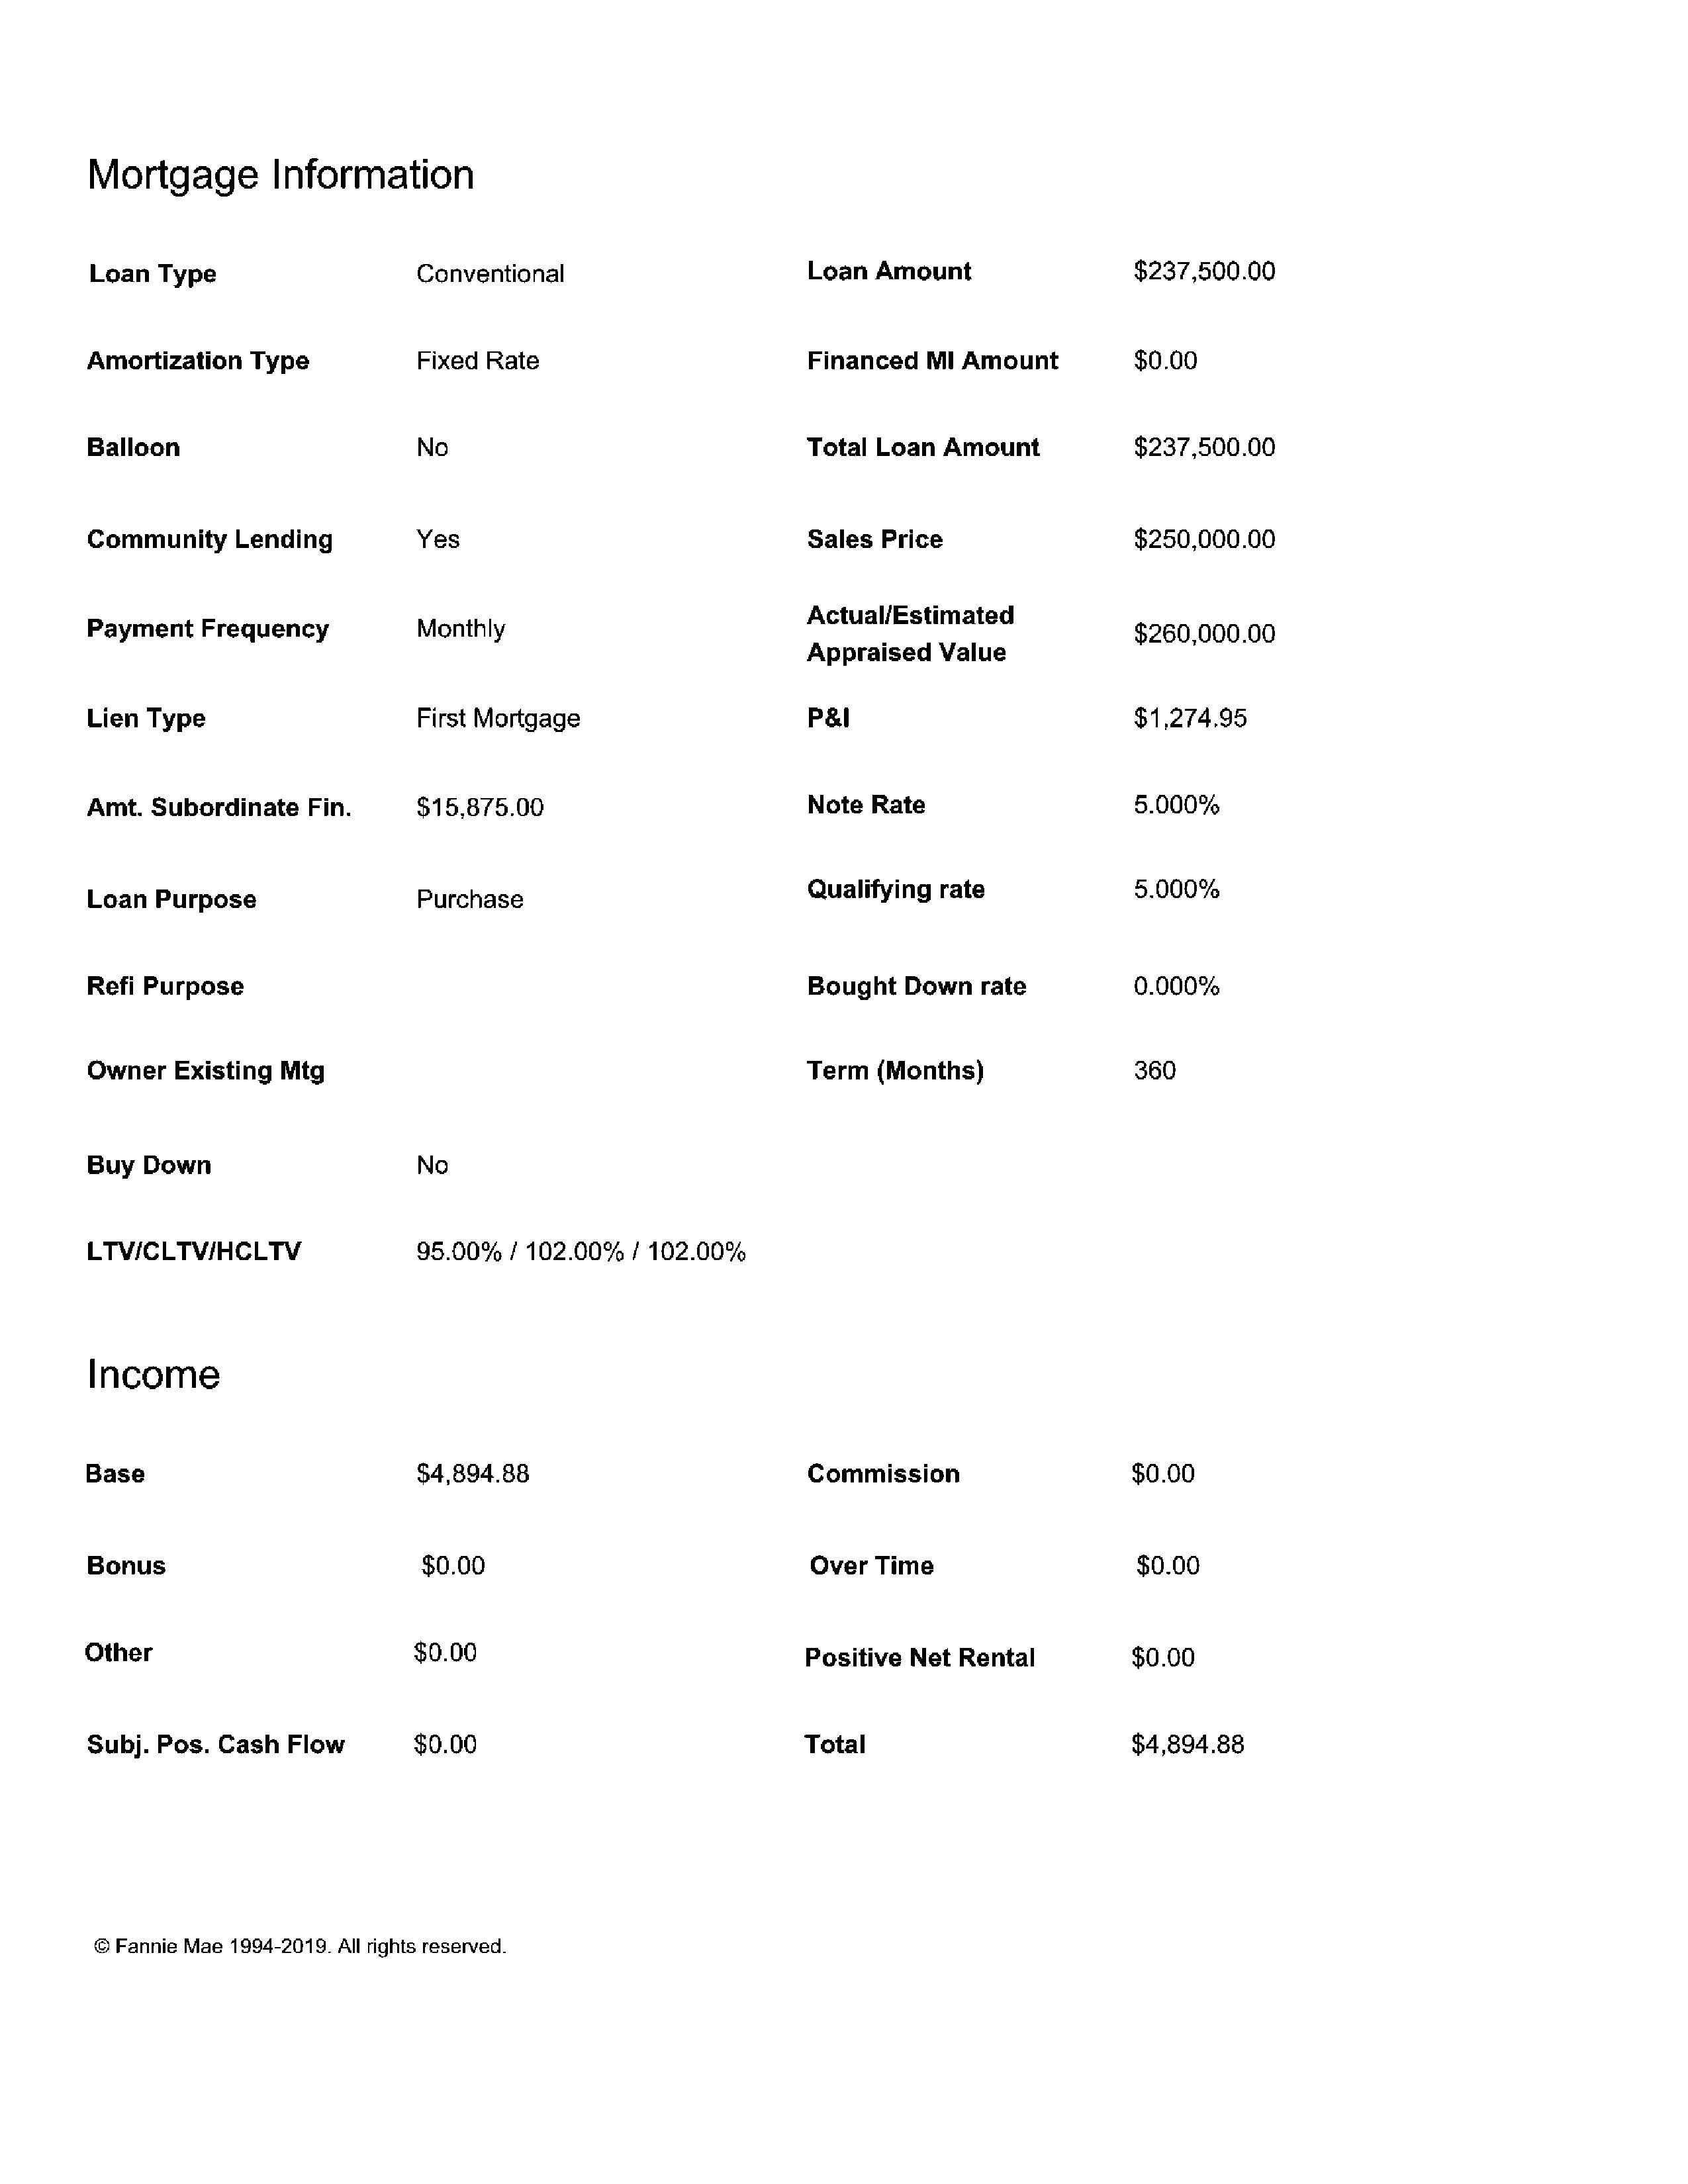 Mortgage Information
Loan Type Conventional Loan Amount $237,500.00
Amortization Type Fixed Rate Financed MI Amount $0.00
Balloon No Total Loan Amount $237,500.00
Community Lending Yes Sales Price $250,000.00
Payment Frequency Monthly Actual/Estimated Appraised Value $260,000.00
Lien Type First Mortgage P&I $1,274.95
Amt. Subordinate Fin. $15,875.00 Note Rate 5.000%
Loan Purpose Purchase Qualifying rate 5.000%
Refi Purpose Bought Down rate 0.000%
Owner Existing Mtg Term (Months) 360
Buy Down No
LTV/CLTV/HCLTV 95.00% / 102.00% / 102.00%
Income
Base $4,894.88 Commission $0.00
Bonus $0.00 Over Time $0.00
Other $0.00 Positive Net Rental $0.00
Subj. Pos. Cash Flow $0.00 Total $4,894.88
© Fannie Mae 1994-2019. All rights reserved.